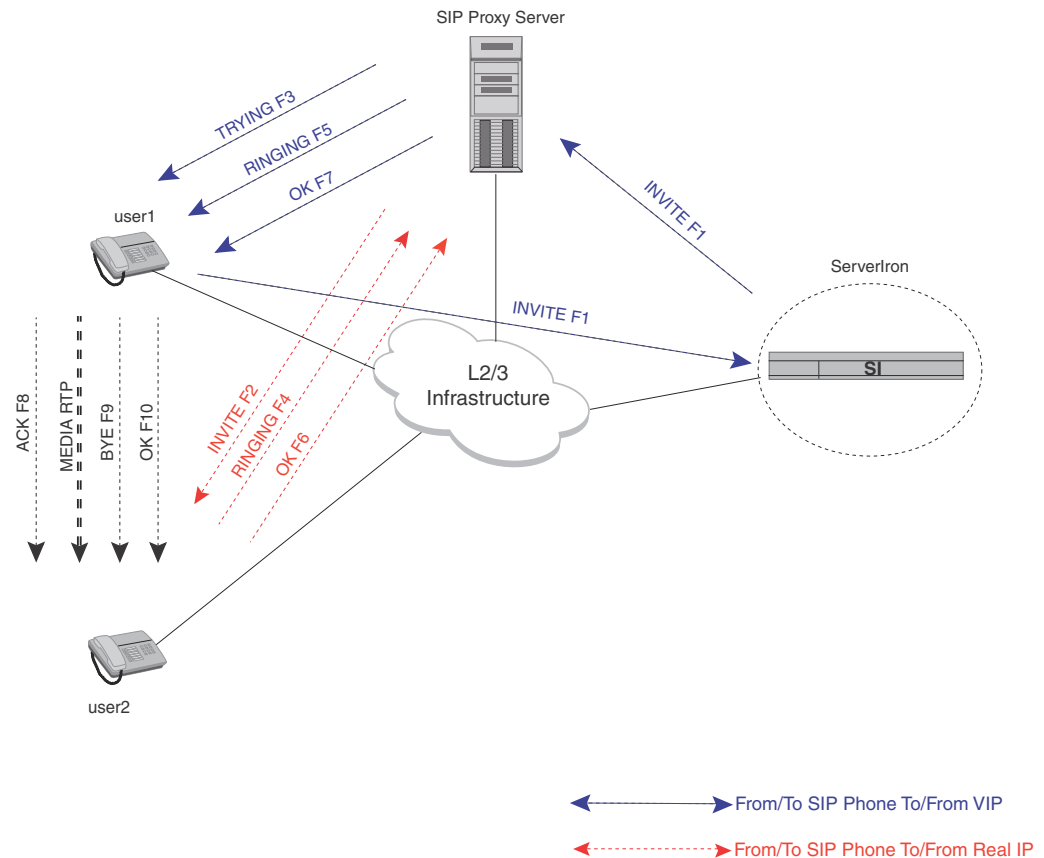 SIP Proxy Server
TRYING F3
RINGING F5
OK F7
INVITE F1
user1
ServerIron
INVITE F1
SI
L2/3
Infrastructure
INVITE F2
RINGING F4
OK F6
ACK F8
MEDIA RTP
BYE F9
OK F10
user2
From/To SIP Phone To/From VIP
From/To SIP Phone To/From Real IP